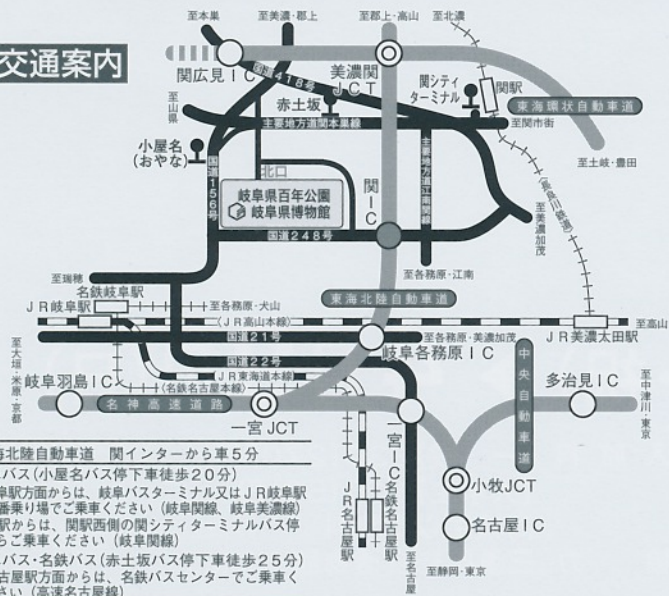 至本巣
至美濃・郡上
至郡上・高山
至北濃
交通案内
関広見IC
国道418号
美濃関
JCT
関シティ
ターミナル
関駅
東海環状自動車道
至山県
赤土坂
主要地方道関本巣線
至関市街
小屋名
(おやな)
国道156号
北口
岐阜県百年公園
岐阜県博物館
関IC
主要地方道江南関線
至土岐・豊田
(長良川鉄道)
至美濃加茂
国道248号
至瑞穂
至各務原・江南
名鉄岐阜駅
至各務原・犬山
東海北陸自動車道
JR岐阜駅
(JR高山本線)
至高山
国道21号
至各務原・美濃加茂
JR美濃太田駅
岐阜各務原IC
国道22号
至大垣・米原・京都
岐阜羽島IC
(JR東海道本線)
(名鉄名古屋本線)
名神高速道路
一宮JCT
中央自動車道
多治見IC
至中津川・東京
一宮IC
小牧JCT
名古屋IC
JR名古屋駅
名鉄名古屋駅
至名古屋
至静岡・東京
海北陸自動車道 関インターから車5分
バス(小屋名バス停下車徒歩20分)
阜駅方面からは、岐阜バスターミナル又はJR岐阜駅
番乗り場でご乗車ください(岐阜関線、岐阜美濃線)
駅からは、関駅西側の関シティターミナルバス停
らご乗車ください(岐阜関線)
バス・名鉄バス(赤土坂バス停下車徒歩25分)
古屋駅方面からは、名鉄バスセンターでご乗車く
さい(高速名古屋線)